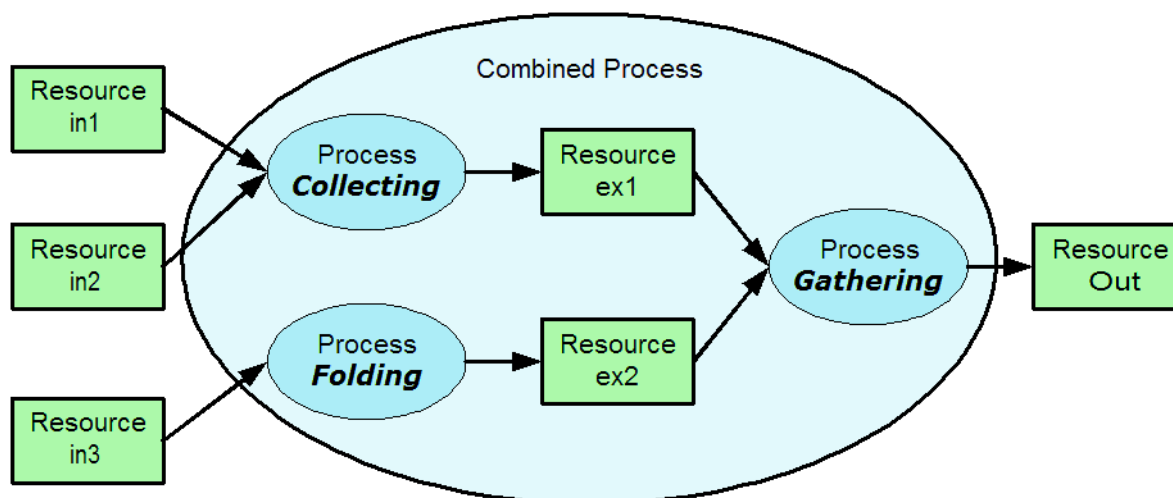 Combined Process
Resource
in1
Process
Collecting
Resource
ex1
Resource
in2
Process
Gathering
Resource
Out
Process
Folding
Resource
ex2
Resource
in3